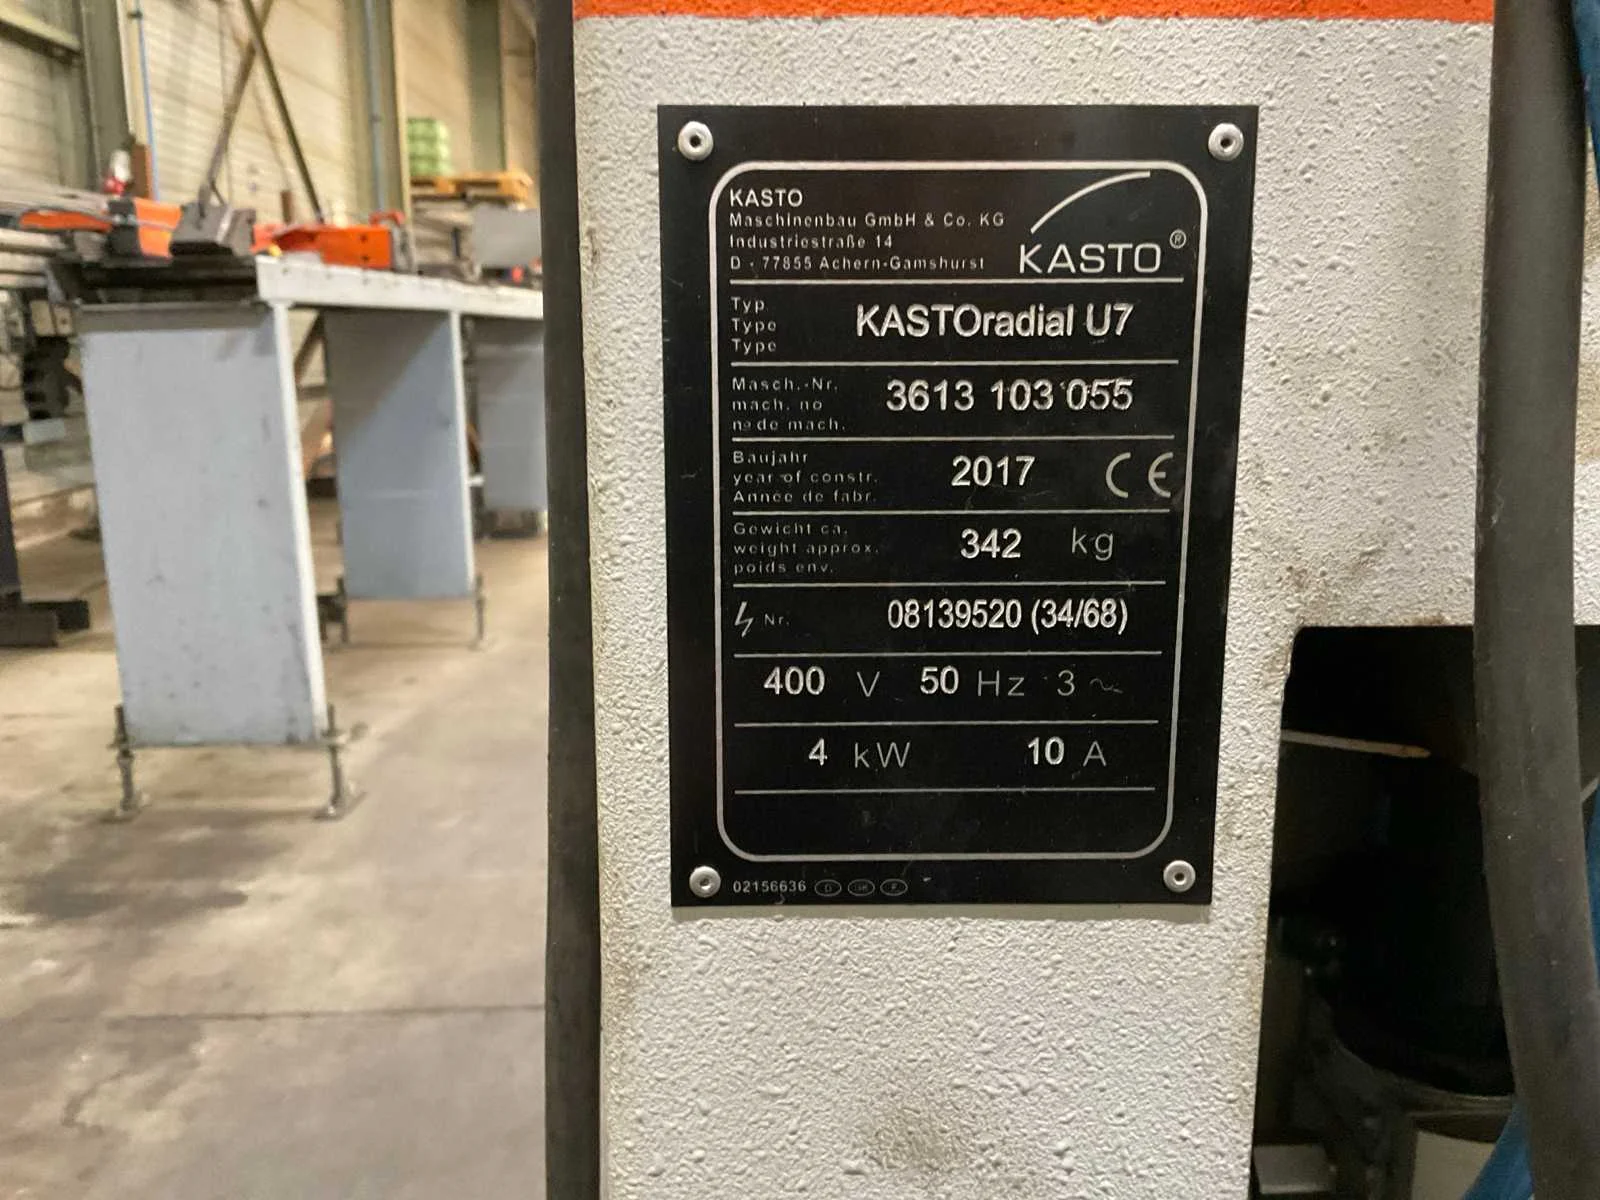 KASTO
Maschinenbau GmbH & Co. KG
Industriestraße 14
D - 77855 Achern-Gamshurst
KASTO®
Typ
Type
Type
KASTOradial U7
Masch.-Nr.
mach. no
no de mach.
3613 103 055
Baujahr
year of constr.
Année de fabr.
2017 CE
Gewicht ca.
weight approx.
poids env.
342 kg
Nr. 08139520 (34/68)
400 V 50 Hz 3 ~
4 kW 10 A
02156636 D UK F